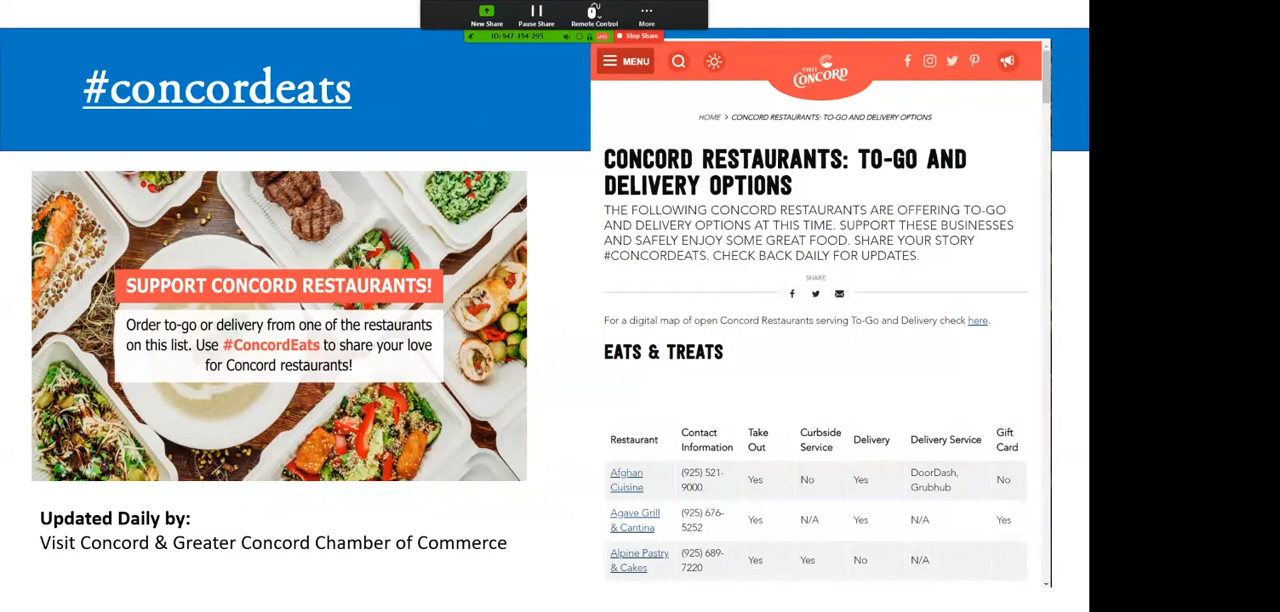 New Share
Pause Share
Remote Control
More
ID: 947-194-295
LIVE
Stop Share
#concordeats
MENU
VISIT
CONCORD
HOME > CONCORD RESTAURANTS: TO-GO AND DELIVERY OPTIONS
CONCORD RESTAURANTS: TO-GO AND
DELIVERY OPTIONS
THE FOLLOWING CONCORD RESTAURANTS ARE OFFERING TO-GO
AND DELIVERY OPTIONS AT THIS TIME. SUPPORT THESE BUSINESSES
AND SAFELY ENJOY SOME GREAT FOOD. SHARE YOUR STORY
#CONCORDEATS. CHECK BACK DAILY FOR UPDATES.
SHARE
For a digital map of open Concord Restaurants serving To-Go and Delivery check here.
EATS & TREATS
Restaurant Contact Information Take Out Curbside Service Delivery Delivery Service Gift Card
Afghan Cuisine (925) 521-9000 Yes No Yes DoorDash, Grubhub No
Agave Grill & Cantina (925) 676-5252 Yes N/A Yes N/A Yes
Alpine Pastry & Cakes (925) 689-7220 Yes Yes No N/A
SUPPORT CONCORD RESTAURANTS!
Order to-go or delivery from one of the restaurants
on this list. Use #ConcordEats to share your love
for Concord restaurants!
Updated Daily by:
Visit Concord & Greater Concord Chamber of Commerce